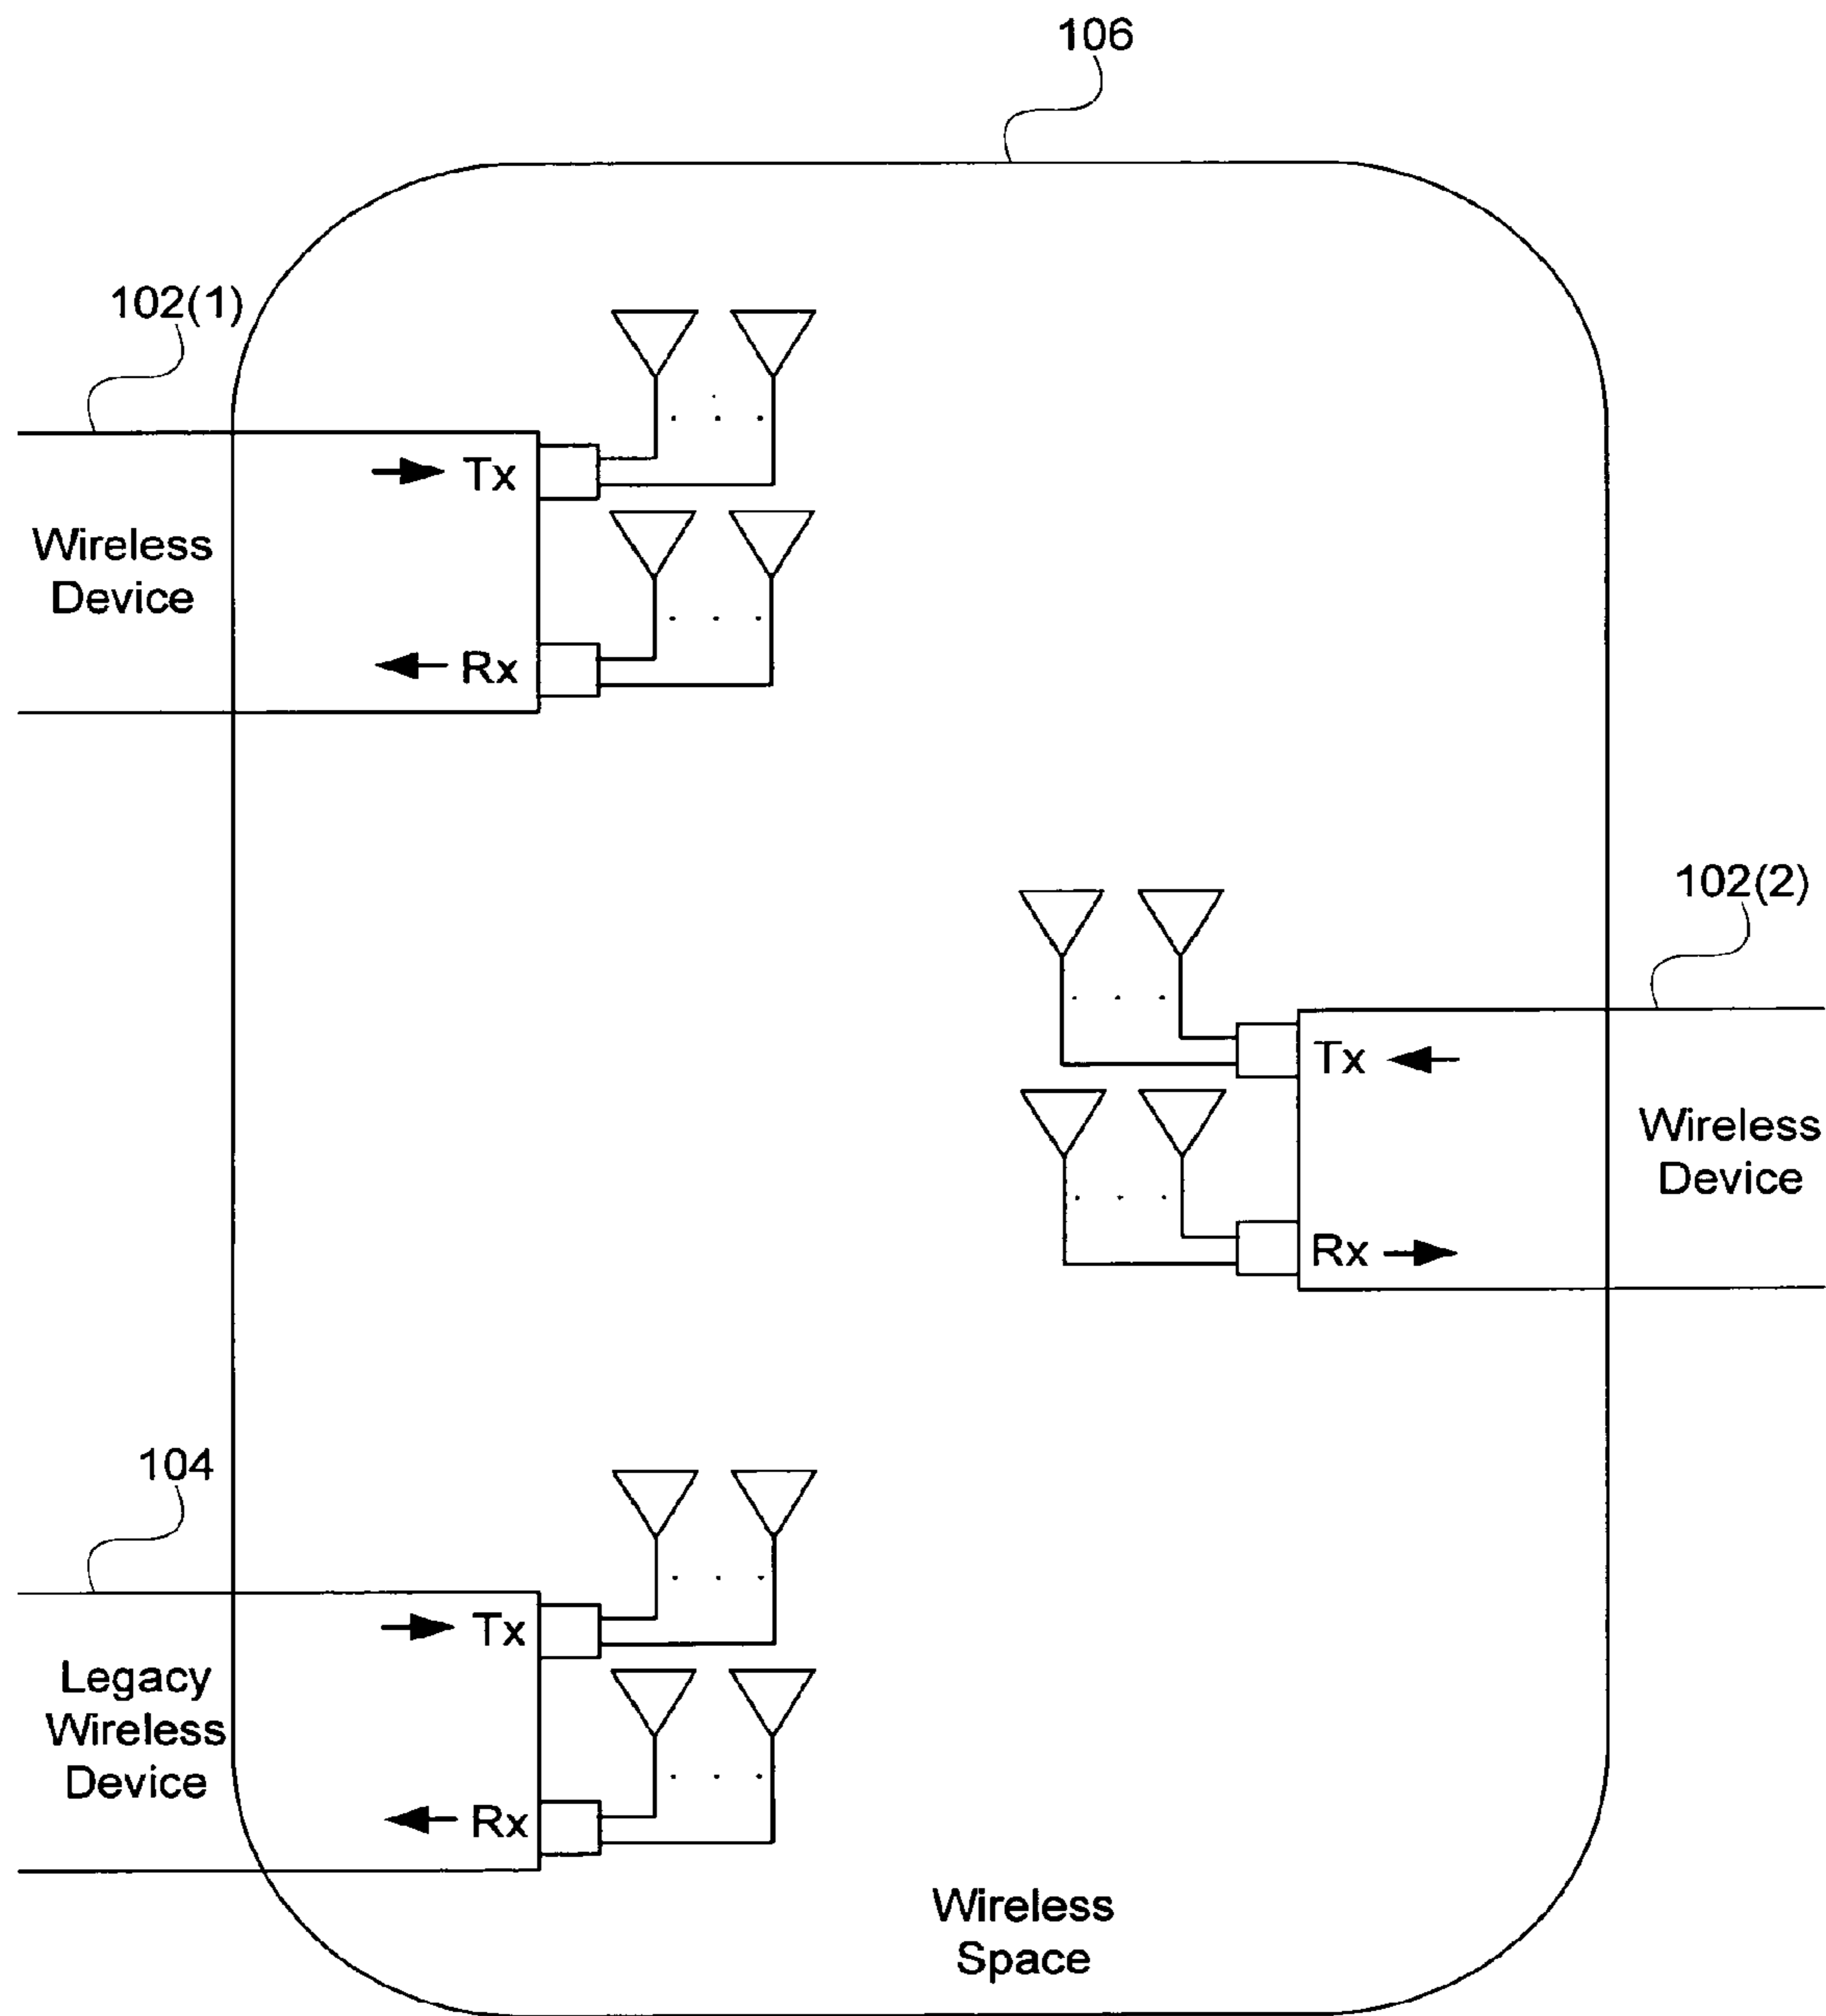 106
102(1)
Tx
Wireless
Device
Rx
102(2)
Tx
Wireless
Device
Rx
104
Tx
Legacy
Wireless
Device
Rx
Wireless
Space